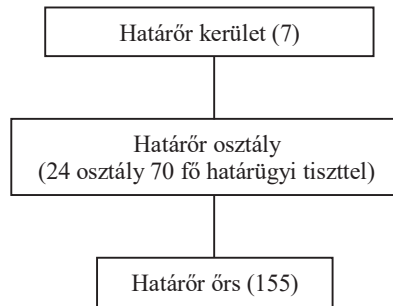 Határőr kerület (7)
Határőr osztály
(24 osztály 70 fő határügyi tiszttel)
Határőr őrs (155)